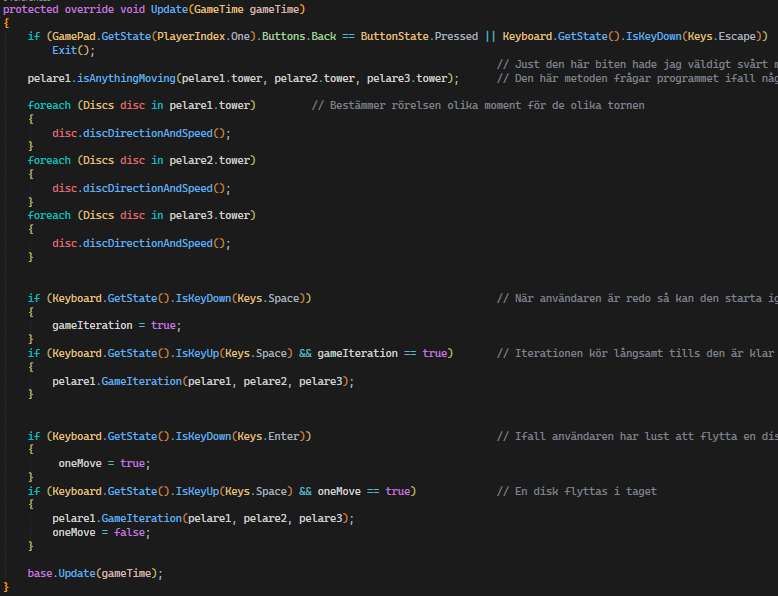 protected override void Update(GameTime gameTime)
{
if (GamePad.GetState(PlayerIndex.One).Buttons.Back == ButtonState.Pressed || Keyboard.GetState().IsKeyDown(Keys.Escape))
Exit();
// Just den här biten hade jag väldigt svårt
pelare1.isAnythingMoving(pelare1.tower, pelare2.tower, pelare3.tower); // Den här metoden frågar programmet ifall
foreach (Discs disc in pelare1.tower) // Bestämmer rörelsen olika moment för de olika tornen
{
disc.discDirectionAndSpeed();
}
foreach (Discs disc in pelare2.tower)
{
disc.discDirectionAndSpeed();
}
foreach (Discs disc in pelare3.tower)
{
disc.discDirectionAndSpeed();
}
if (Keyboard.GetState().IsKeyDown(Keys.Space)) // När användaren är redo så kan den starta
{
gameIteration = true;
}
if (Keyboard.GetState().IsKeyUp(Keys.Space) && gameIteration == true) // Iterationen kör långsamt tills den är klar
{
pelare1.GameIteration(pelare1, pelare2, pelare3);
}
if (Keyboard.GetState().IsKeyDown(Keys.Enter)) // Ifall användaren har lust att flytta en
{
oneMove = true;
}
if (Keyboard.GetState().IsKeyUp(Keys.Space) && oneMove == true) // En disk flyttas i taget
{
pelare1.GameIteration(pelare1, pelare2, pelare3);
oneMove = false;
}
base.Update(gameTime);
}